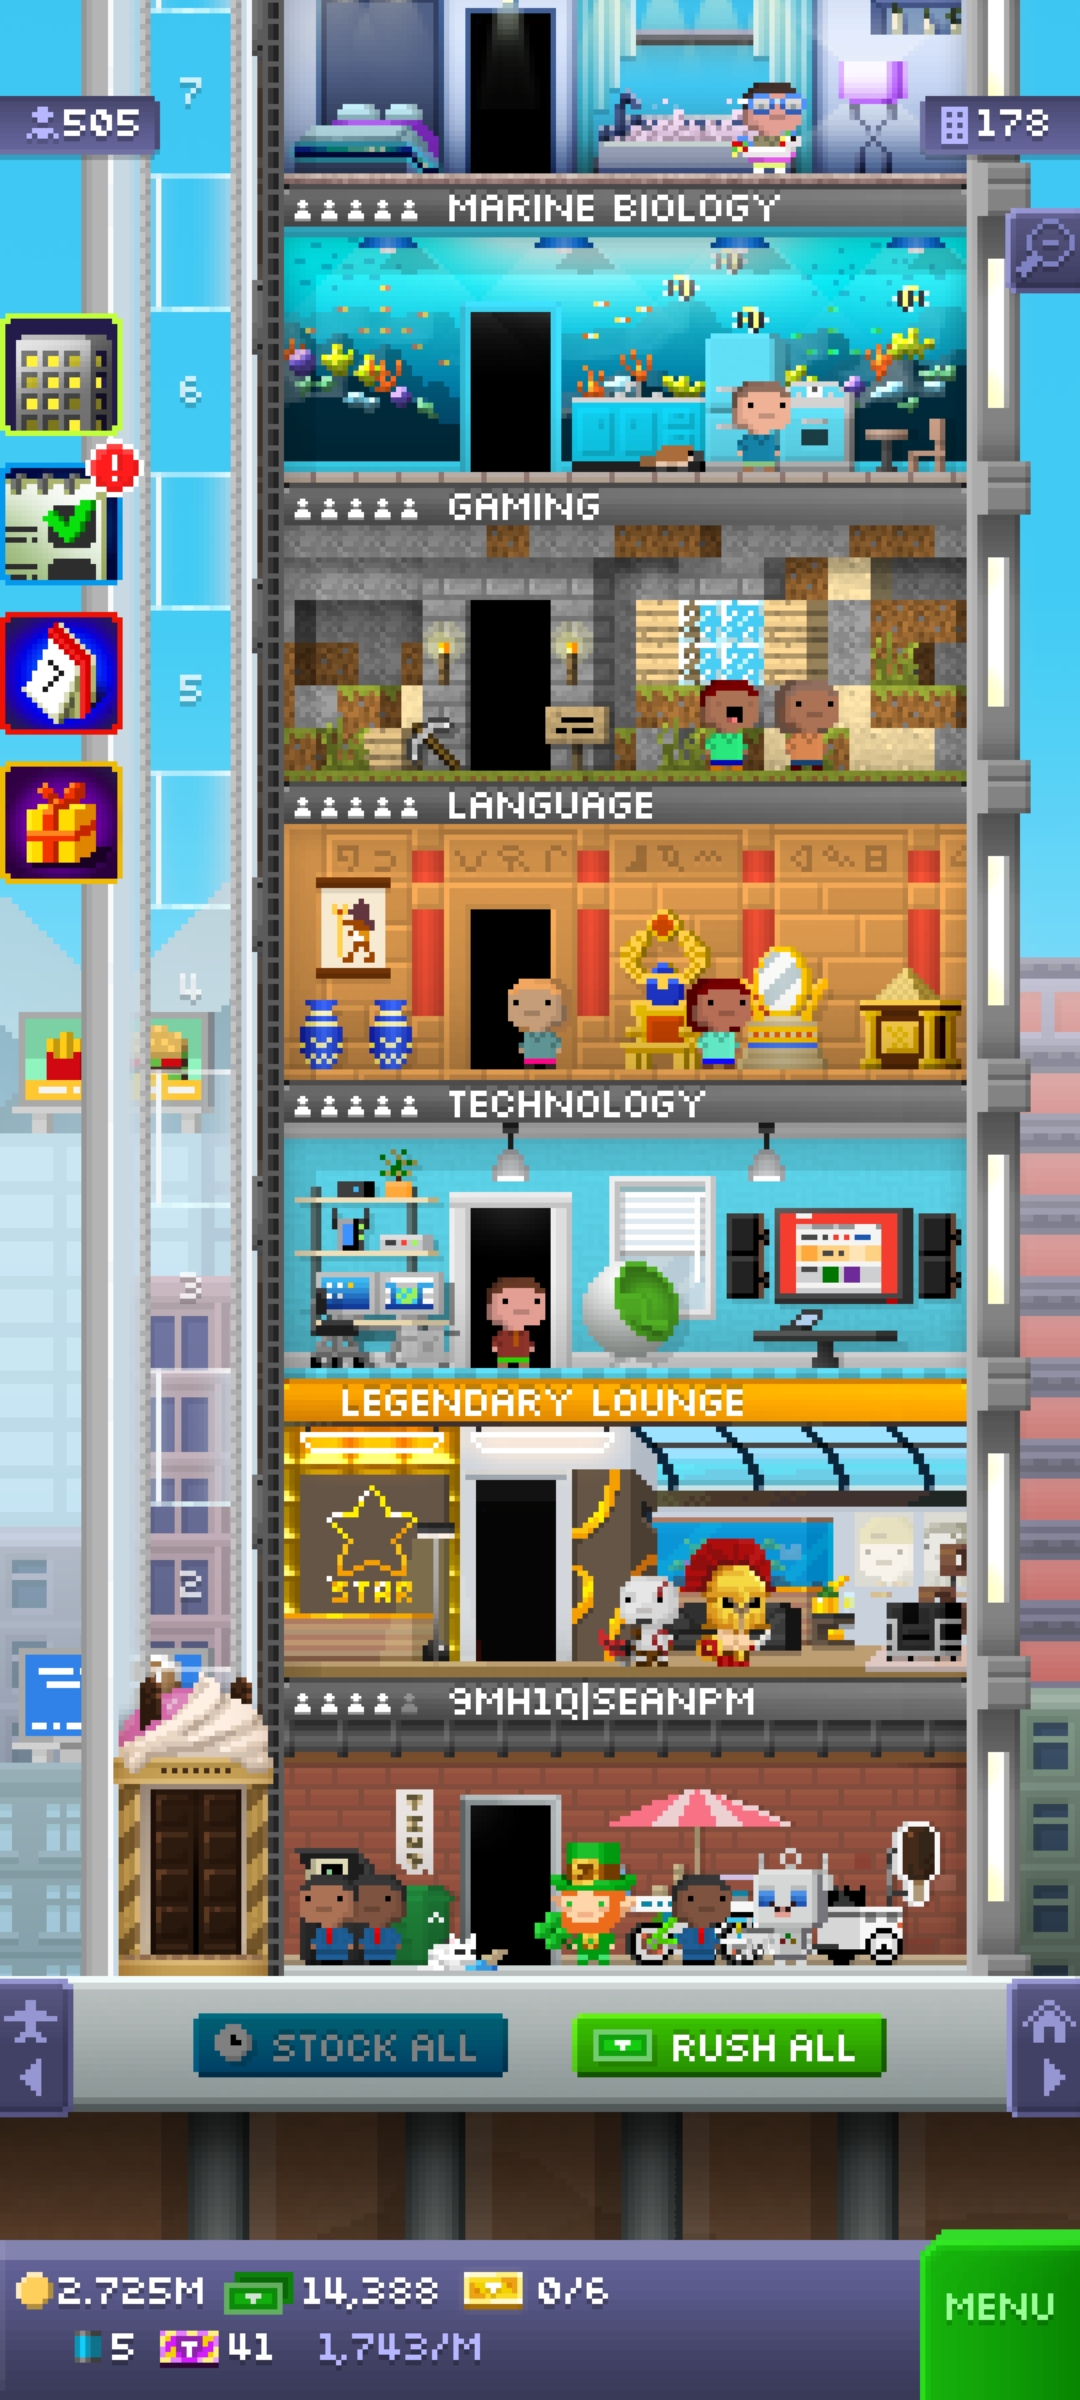 7
505
178
MARINE BIOLOGY
6
GAMING
5
LANGUAGE
4
TECHNOLOGY
3
LEGENDARY LOUNGE
STAR
2
9MH1Q|SEANPM
TINY
STOCK ALL
RUSH ALL
2.725M
14,388
0/6
5
41
1,743/M
MENU